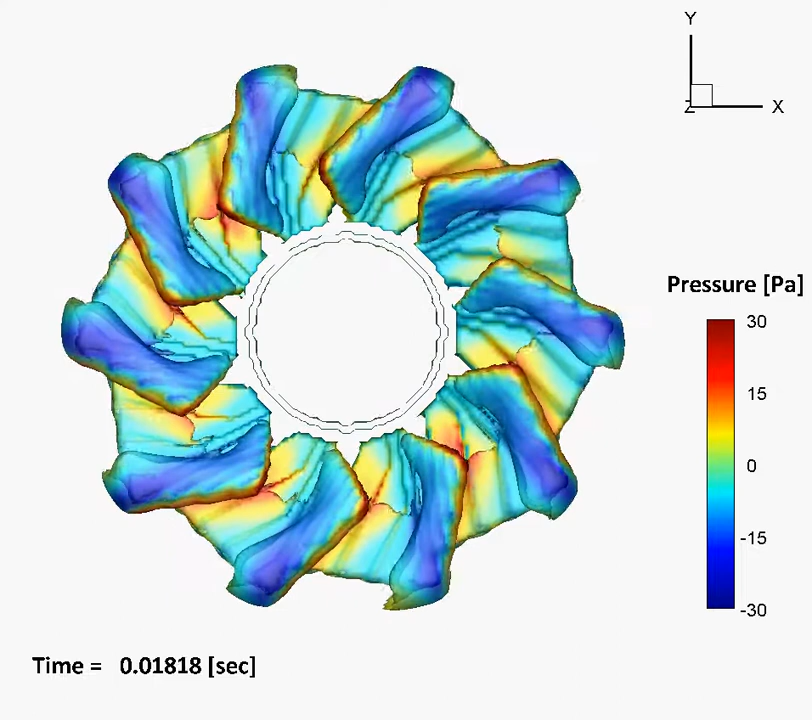 Y
Z X
Pressure [Pa]
30
15
0
-15
-30
Time = 0.01818 [sec]